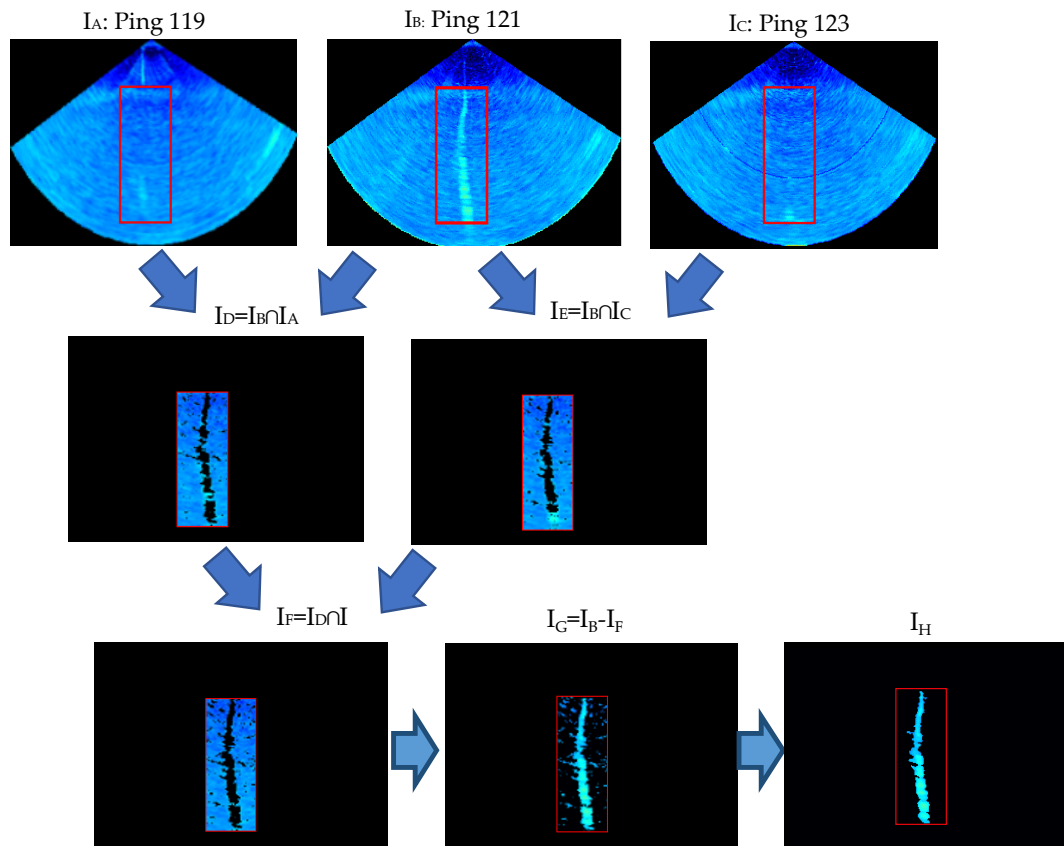 IA: Ping 119
IB: Ping 121
IC: Ping 123
ID=IB∩IA
IE=IB∩IC
IF=ID∩I
IG=IB-IF
IH